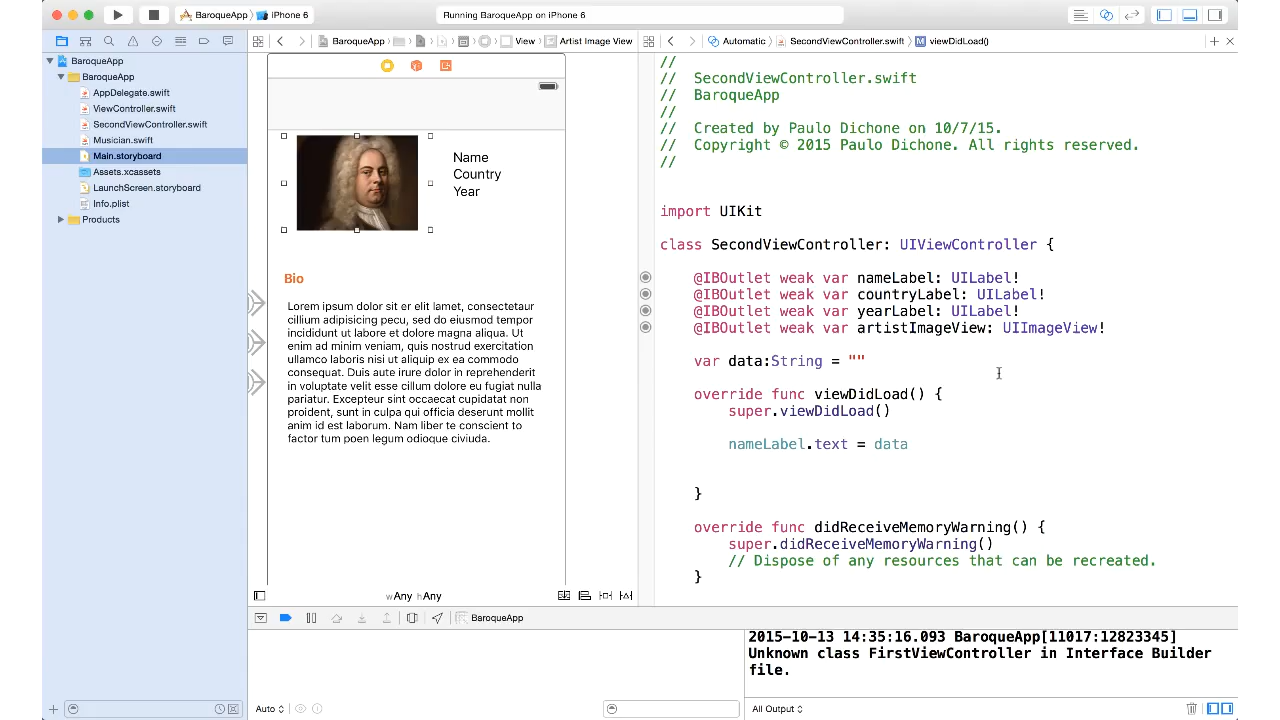 BaroqueApp
iPhone 6
Running BaroqueApp on iPhone 6
BaroqueApp
View
Artist Image View
Automatic
SecondViewController.swift
M
viewDidLoad()
BaroqueApp
BaroqueApp
AppDelegate.swift
ViewController.swift
SecondViewController.swift
Musician.swift
Main.storyboard
Assets.xcassets
LaunchScreen.storyboard
Info.plist
Products
Name
Country
Year
Bio
Lorem ipsum dolor sit er elit lamet, consectetaur
cillium adipisicing pecu, sed do eiusmod tempor
incididunt ut labore et dolore magna aliqua. Ut
enim ad minim veniam, quis nostrud exercitation
ullamco laboris nisi ut aliquip ex ea commodo
consequat. Duis aute irure dolor in reprehenderit
in voluptate velit esse cillum dolore eu fugiat nulla
pariatur. Excepteur sint occaecat cupidatat non
proident, sunt in culpa qui officia deserunt mollit
anim id est laborum. Nam liber te conscient to
factor tum poen legum odioque civiuda.
wAny hAny
//
// SecondViewController.swift
// BaroqueApp
//
// Created by Paulo Dichone on 10/7/15.
// Copyright © 2015 Paulo Dichone. All rights reserved.
//
import UIKit
class SecondViewController: UIViewController {
@IBOutlet weak var nameLabel: UILabel!
@IBOutlet weak var countryLabel: UILabel!
@IBOutlet weak var yearLabel: UILabel!
@IBOutlet weak var artistImageView: UIImageView!
var data:String = ""
override func viewDidLoad() {
super.viewDidLoad()
nameLabel.text = data
}
override func didReceiveMemoryWarning() {
super.didReceiveMemoryWarning()
// Dispose of any resources that can be recreated.
}
BaroqueApp
2015-10-13 14:35:16.093 BaroqueApp[11017:12823345]
Unknown class FirstViewController in Interface Builder
file.
Auto
All Output